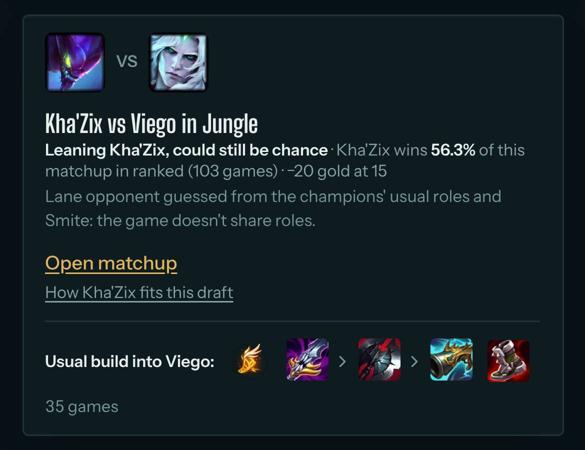 VS
Kha'Zix vs Viego in Jungle
Leaning Kha'Zix, could still be chance · Kha'Zix wins 56.3% of this
matchup in ranked (103 games) · −20 gold at 15
Lane opponent guessed from the champions' usual roles and
Smite: the game doesn't share roles.
Open matchup
How Kha'Zix fits this draft
Usual build into Viego:
35 games